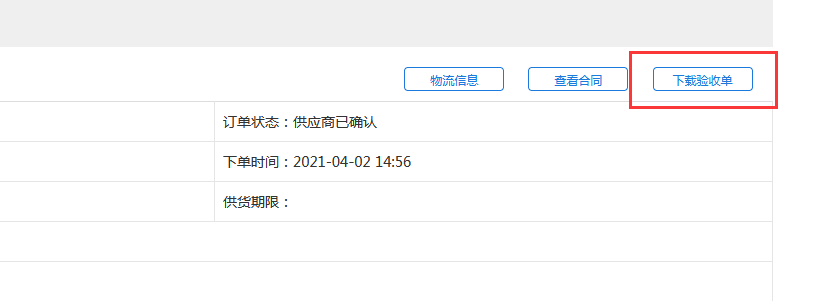 物流信息 查看合同 下载验收单
订单状态：供应商已确认
下单时间：2021-04-02 14:56
供货期限：